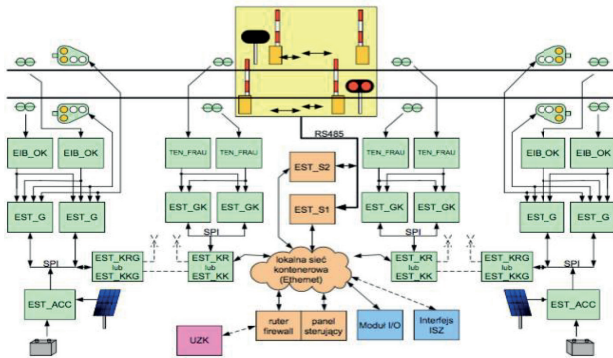 RS485
EIB_OK
EIB_OK
TEN_FRAU
TEN_FRAU
EST_S2
TEN_FRAU
TEN_FRAU
EIB_OK
EIB_OK
EST_G
EST_G
EST_GK
EST_GK
EST_S1
EST_GK
EST_GK
EST_G
EST_G
SPI
SPI
SPI
SPI
EST_KRG
lub
EST_KKG
EST_KR
lub
EST_KK
lokalna sieć
kontenerowa
(Ethernet)
EST_KR
lub
EST_KK
EST_KRG
lub
EST_KKG
EST_ACC
EST_ACC
UZK
ruter
firewall
panel
sterujący
Moduł I/O
Interfejs
ISZ